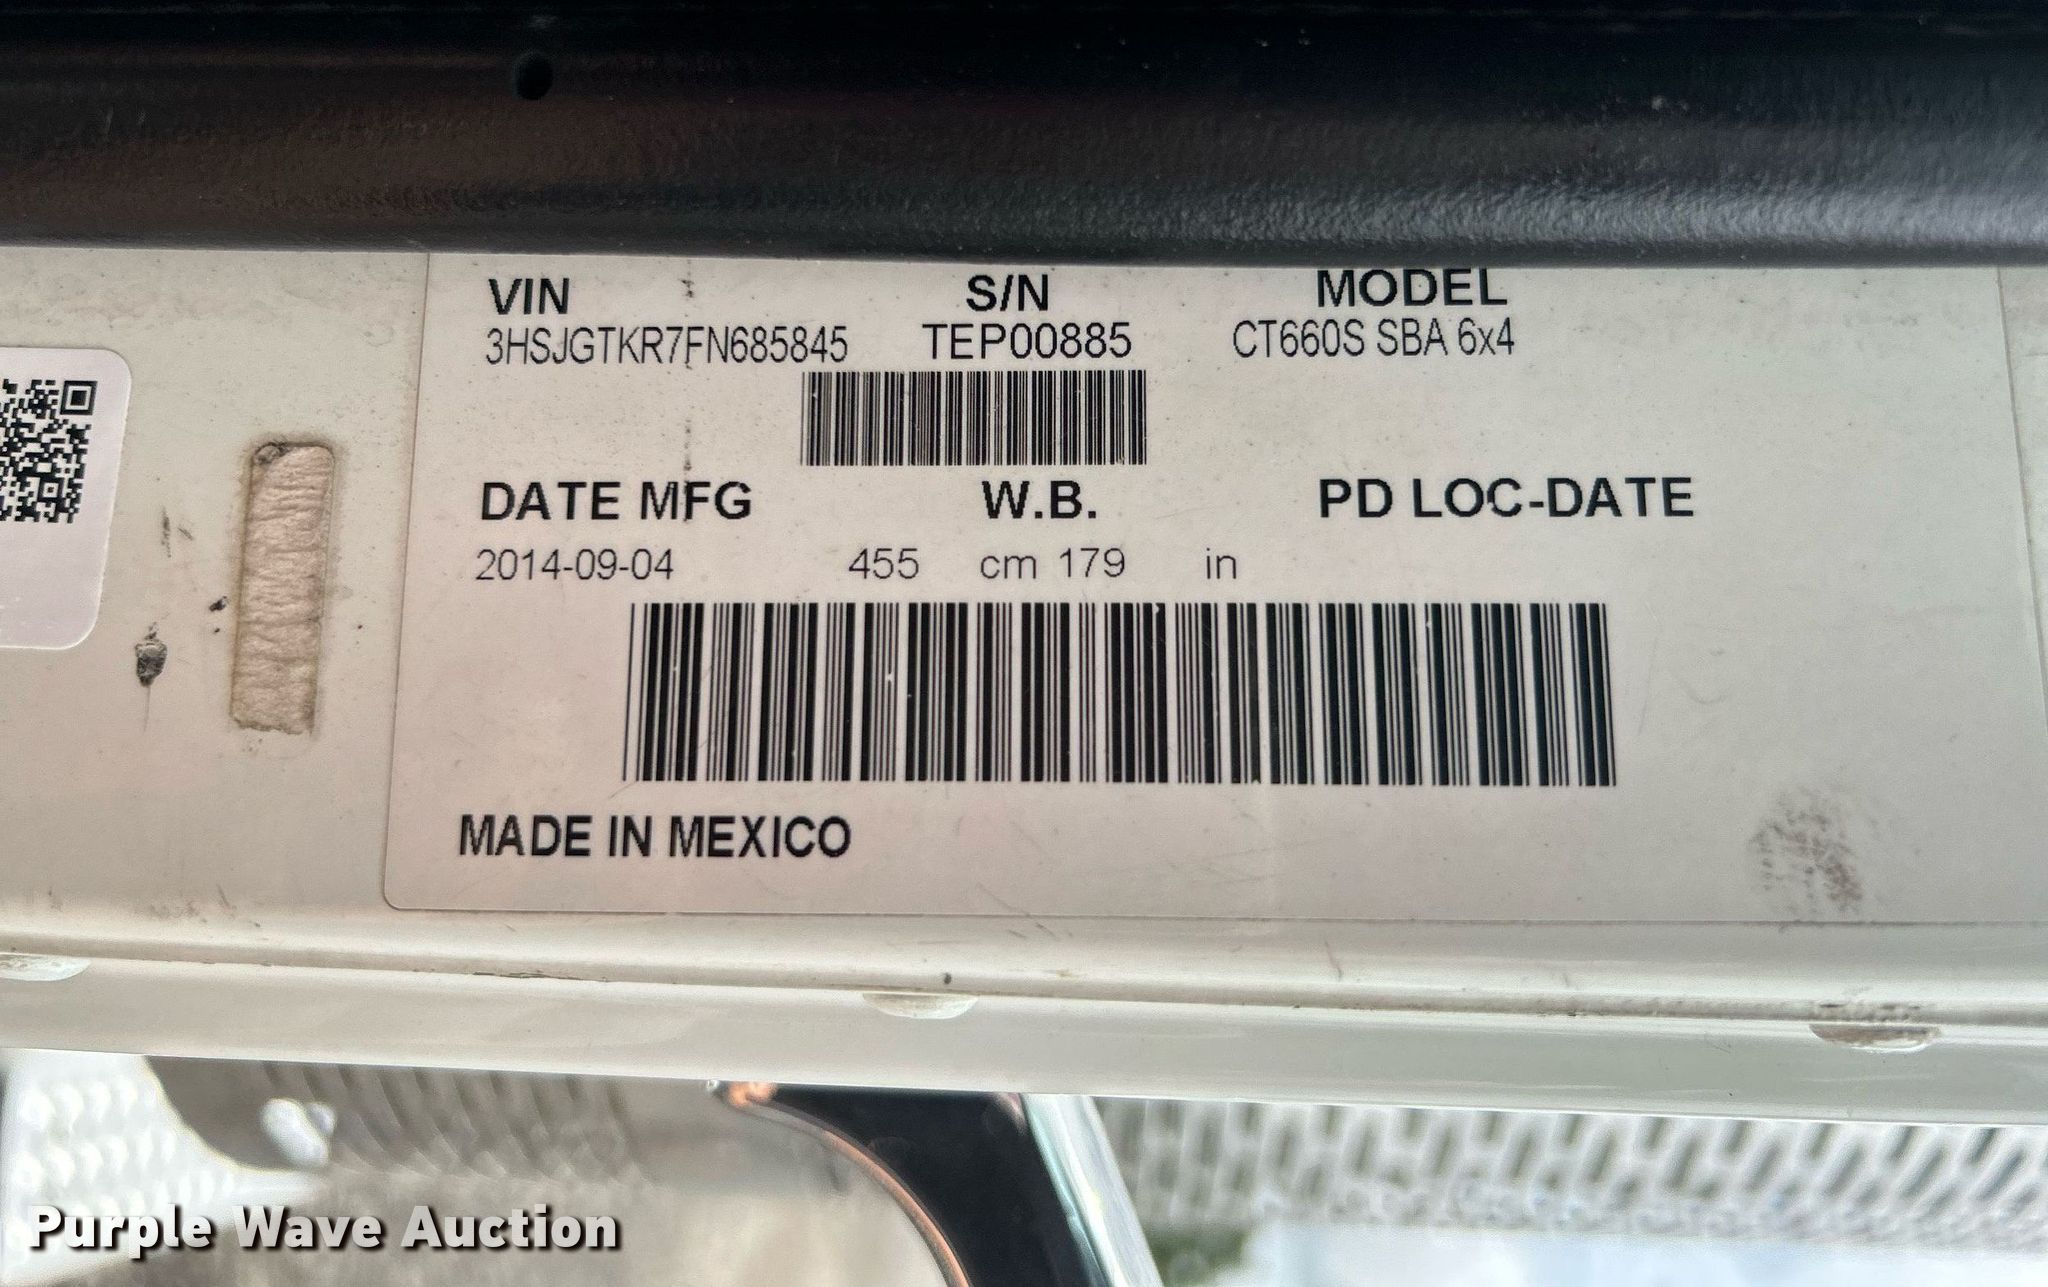 VIN S/N MODEL
3HSJGTKR7FN685845 TEP00885 CT660S SBA 6x4
DATE MFG W.B. PD LOC-DATE
2014-09-04 455 cm 179 in
MADE IN MEXICO
Purple Wave Auction